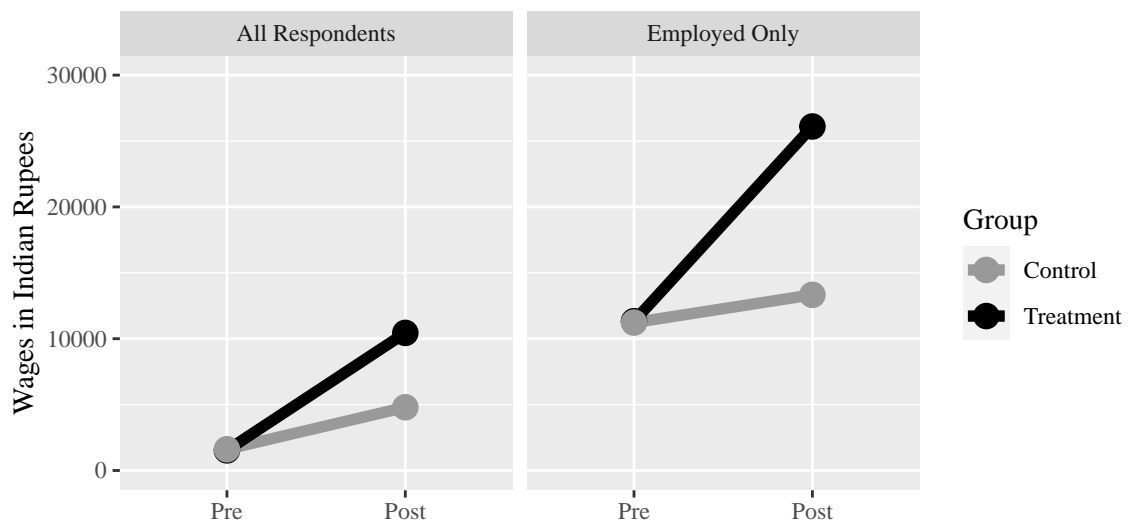 All Respondents
Employed Only
Wages in Indian Rupees
30000
20000
10000
0
Pre
Post
Pre
Post
Group
Control
Treatment